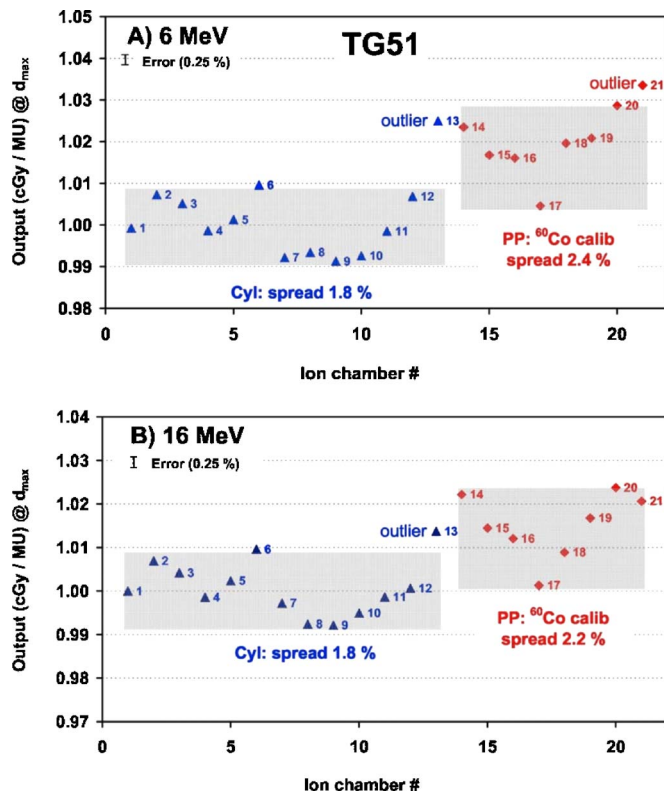 A) 6 MeV
TG51
Error (0.25 %)
Output (cGy / MU) @ dmax
1.05
1.04
1.03
1.02
1.01
1.00
0.99
0.98
outlier 21
20
outlier 13
14
15
16
17
18
19
1
2
3
4
5
6
7
8
9
10
11
12
Cyl: spread 1.8 %
PP: ⁶⁰Co calib
spread 2.4 %
0 5 10 15 20
Ion chamber #
B) 16 MeV
Error (0.25 %)
Output (cGy / MU) @ dmax
1.04
1.03
1.02
1.01
1.00
0.99
0.98
0.97
14
15
16
17
18
19
20
21
outlier 13
1
2
3
4
5
6
7
8
9
10
11
12
Cyl: spread 1.8 %
PP: ⁶⁰Co calib
spread 2.2 %
0 5 10 15 20
Ion chamber #